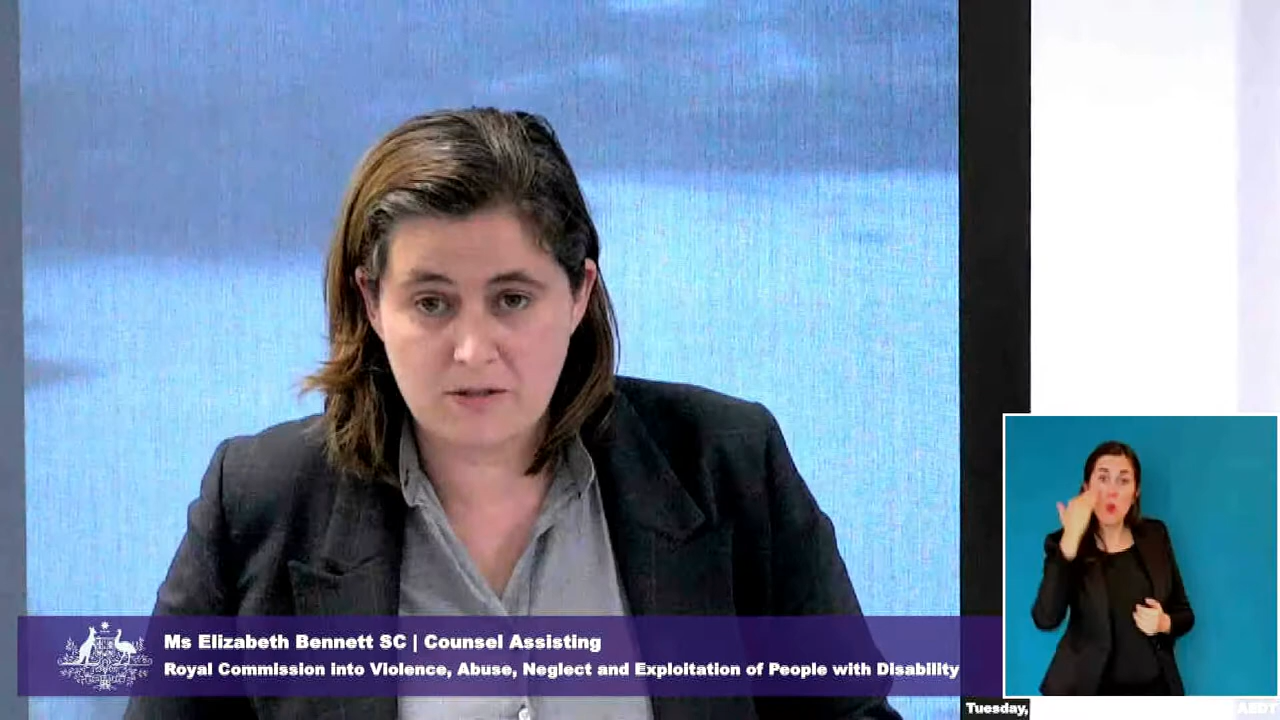 Ms Elizabeth Bennett SC | Counsel Assisting
Royal Commission into Violence, Abuse, Neglect and Exploitation of People with Disability
Tuesday, AEDT